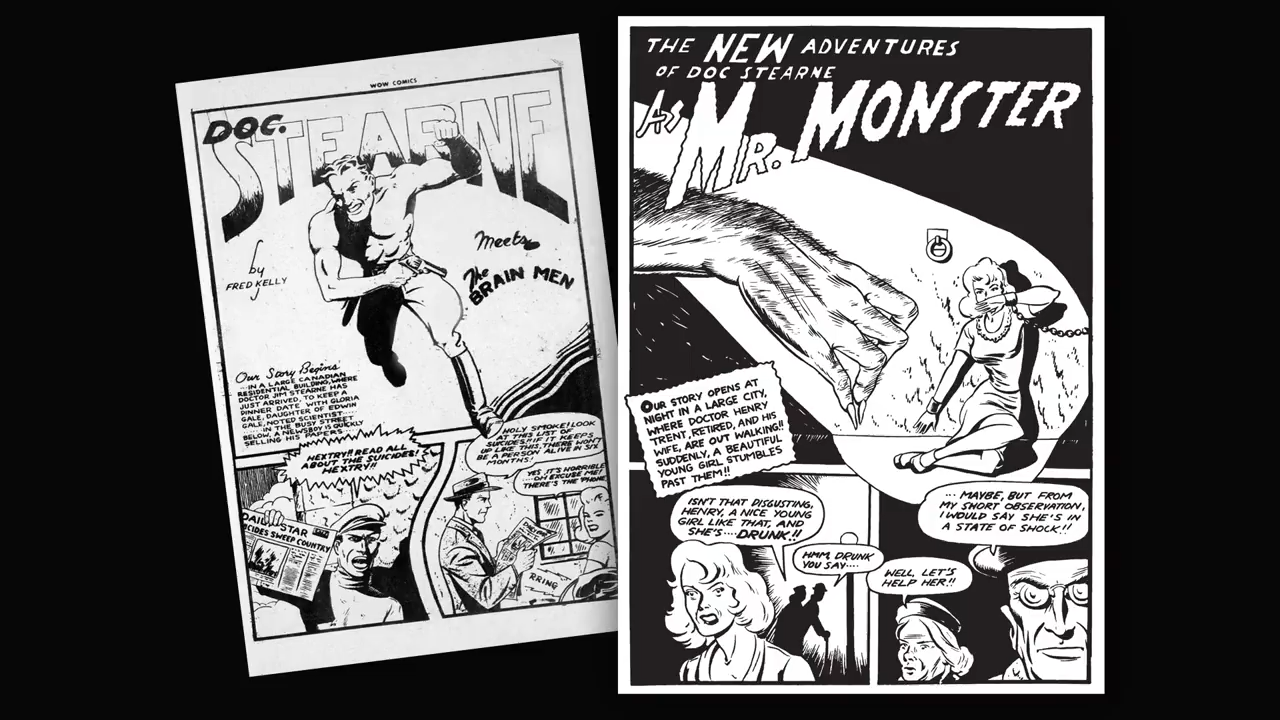 WOW COMICS
DOC.
STEARNE
by
FRED KELLY
Meets
The
BRAIN MEN
Our Story Begins
...IN A LARGE CANADIAN
RESIDENTIAL BUILDING, WHERE
DOCTOR JIM STEARNE HAS
JUST ARRIVED, TO KEEP A
DINNER DATE WITH GLORIA
GALE, DAUGHTER OF EDWIN
GALE, NOTED SCIENTIST....
......IN THE BUSY STREET
BELOW, A NEWSBOY IS QUICKLY
SELLING HIS PAPERS....
HEXTRY!! READ ALL
ABOUT THE SUICIDES!
HEXTRY!!
DAILY STAR
CIDES SWEEP COUNTRY
HOLY SMOKE! LOOK
AT THIS LIST OF
SUICIDES! IF IT KEEPS
UP LIKE THIS, THERE WON'T
BE A PERSON ALIVE IN SIX
MONTHS!
YES, IT'S HORRIBLE
...OH EXCUSE ME!
THERE'S THE PHONE
RRING
THE NEW ADVENTURES
OF DOC STEARNE
AS MR. MONSTER
OUR STORY OPENS AT
NIGHT IN A LARGE CITY,
WHERE DOCTOR HENRY
TRENT, RETIRED, AND HIS
WIFE, ARE OUT WALKING!!
SUDDENLY, A BEAUTIFUL
YOUNG GIRL STUMBLES
PAST THEM!!
ISN'T THAT DISGUSTING,
HENRY, A NICE YOUNG
GIRL LIKE THAT, AND
SHE'S....DRUNK!!
HMM, DRUNK
YOU SAY....
... MAYBE, BUT FROM
MY SHORT OBSERVATION,
I WOULD SAY SHE'S IN
A STATE OF SHOCK!!
WELL, LET'S
HELP HER!!